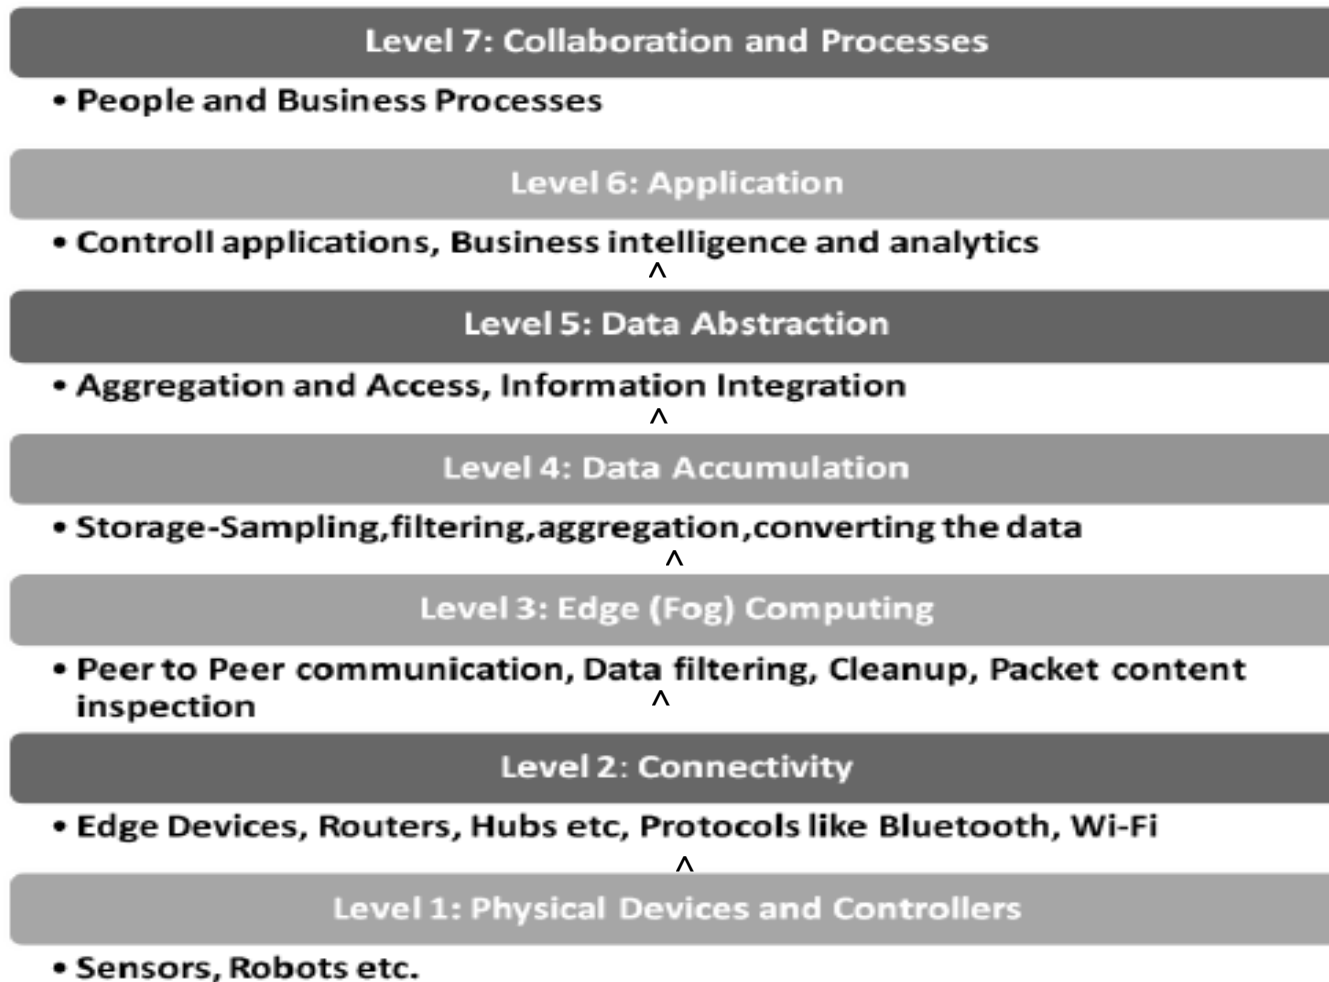 Level 7: Collaboration and Processes
• People and Business Processes
Level 6: Application
• Controll applications, Business intelligence and analytics
^
Level 5: Data Abstraction
• Aggregation and Access, Information Integration
^
Level 4: Data Accumulation
• Storage-Sampling,filtering,aggregation,converting the data
^
Level 3: Edge (Fog) Computing
• Peer to Peer communication, Data filtering, Cleanup, Packet content
inspection
^
Level 2: Connectivity
• Edge Devices, Routers, Hubs etc, Protocols like Bluetooth, Wi-Fi
^
Level 1: Physical Devices and Controllers
• Sensors, Robots etc.